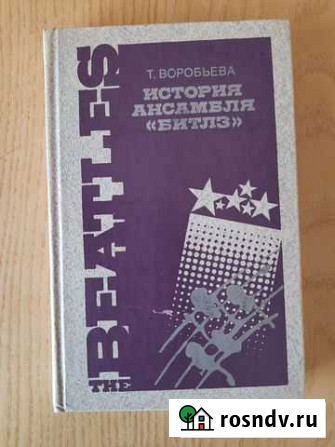 THE BEATLES
Т. ВОРОБЬЕВА
ИСТОРИЯ
АНСАМБЛЯ
«БИТЛЗ»
rosndv.ru